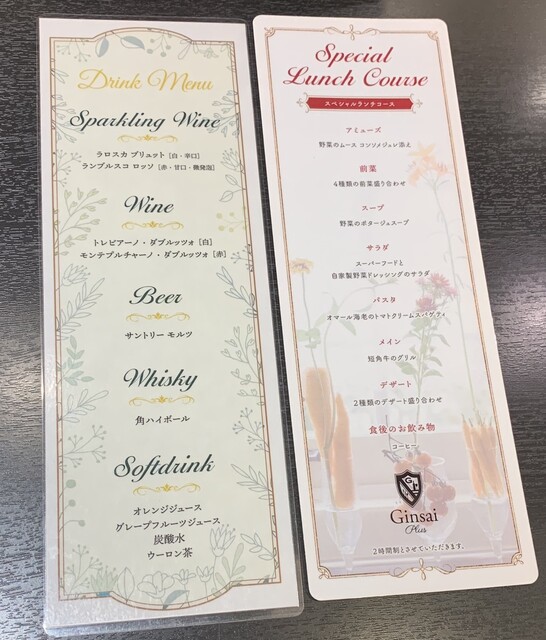 Drink Menu
Sparkling Wine
ラロスカ ブリュット [白・辛口]
ランブルスコ ロッソ [赤・甘口・微発泡]
Wine
トレビアーノ・ダブルッツォ [白]
モンテプルチャーノ・ダブルッツォ [赤]
Beer
サントリー モルツ
Whisky
角ハイボール
Softdrink
オレンジジュース
グレープフルーツジュース
炭酸水
ウーロン茶
Special
Lunch Course
スペシャルランチコース
アミューズ
野菜のムース コンソメジュレ添え
前菜
4種類の前菜盛り合わせ
スープ
野菜のポタージュスープ
サラダ
スーパーフードと
自家製野菜ドレッシングのサラダ
パスタ
オマール海老のトマトクリームスパゲティ
メイン
短角牛のグリル
デザート
2種類のデザート盛り合わせ
食後のお飲み物
コーヒー
Ginsai
Plus
2時間制とさせていただきます。